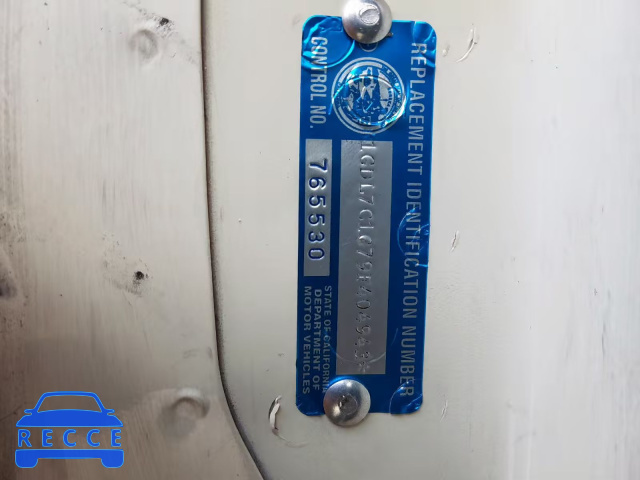 REPLACEMENT IDENTIFICATION NUMBER
CONTROL NO.
765530
STATE OF CALIFORNIA
DEPARTMENT OF
MOTOR VEHICLES
RECCE